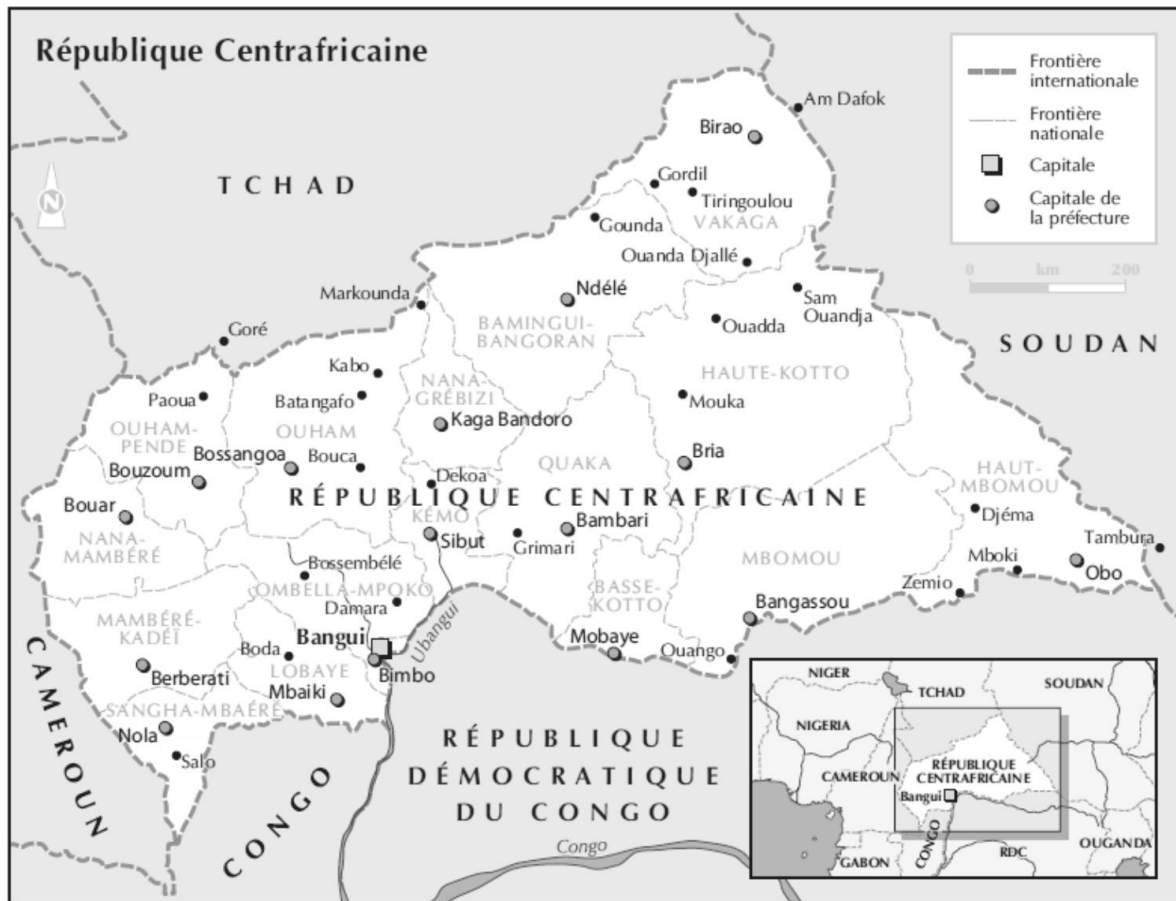 République Centrafricaine
Frontière
internationale
Frontière
nationale
Capitale
Capitale de
la préfecture
0 km 200
N
TCHAD
SOUDAN
CAMEROUN
CONGO
RÉPUBLIQUE
DÉMOCRATIQUE
DU CONGO
RÉPUBLIQUE CENTRAFRICAINE
Am Dafok
Birao
Gordil
Tiringoulou
VAKAGA
Gounda
Ouanda Djallé
Ndélé
Sam
Ouandja
Markounda
BAMINGUI-
BANGORAN
Ouadda
Goré
Kabo
NANA-
GRÉBIZI
HAUTE-KOTTO
Paoua
Batangafo
Mouka
OUHAM-
PENDE
OUHAM
Kaga Bandoro
Bossangoa
Bouca
QUAKA
Bria
Bouzoum
Dekoa
HAUT-
MBOMOU
Bouar
KÉMO
Bambari
Djéma
NANA-
MAMBÉRÉ
Sibut
Grimari
Tambura
Bossembélé
MBOMOU
Mboki
OMBELLA-MPOKO
BASSE-
KOTTO
Zemio
Obo
Damara
MAMBÉRÉ-
KADÉÏ
Bangui
Ubangui
Bangassou
Boda
Mobaye
Ouango
Berberati
LOBAYE
Bimbo
Mbaiki
SANGHA-MBAÉRÉ
Nola
Salo
Congo
NIGER
TCHAD
SOUDAN
NIGERIA
RÉPUBLIQUE
CENTRAFRICAINE
CAMEROUN
Bangui
CONGO
GABON
RDC
OUGANDA